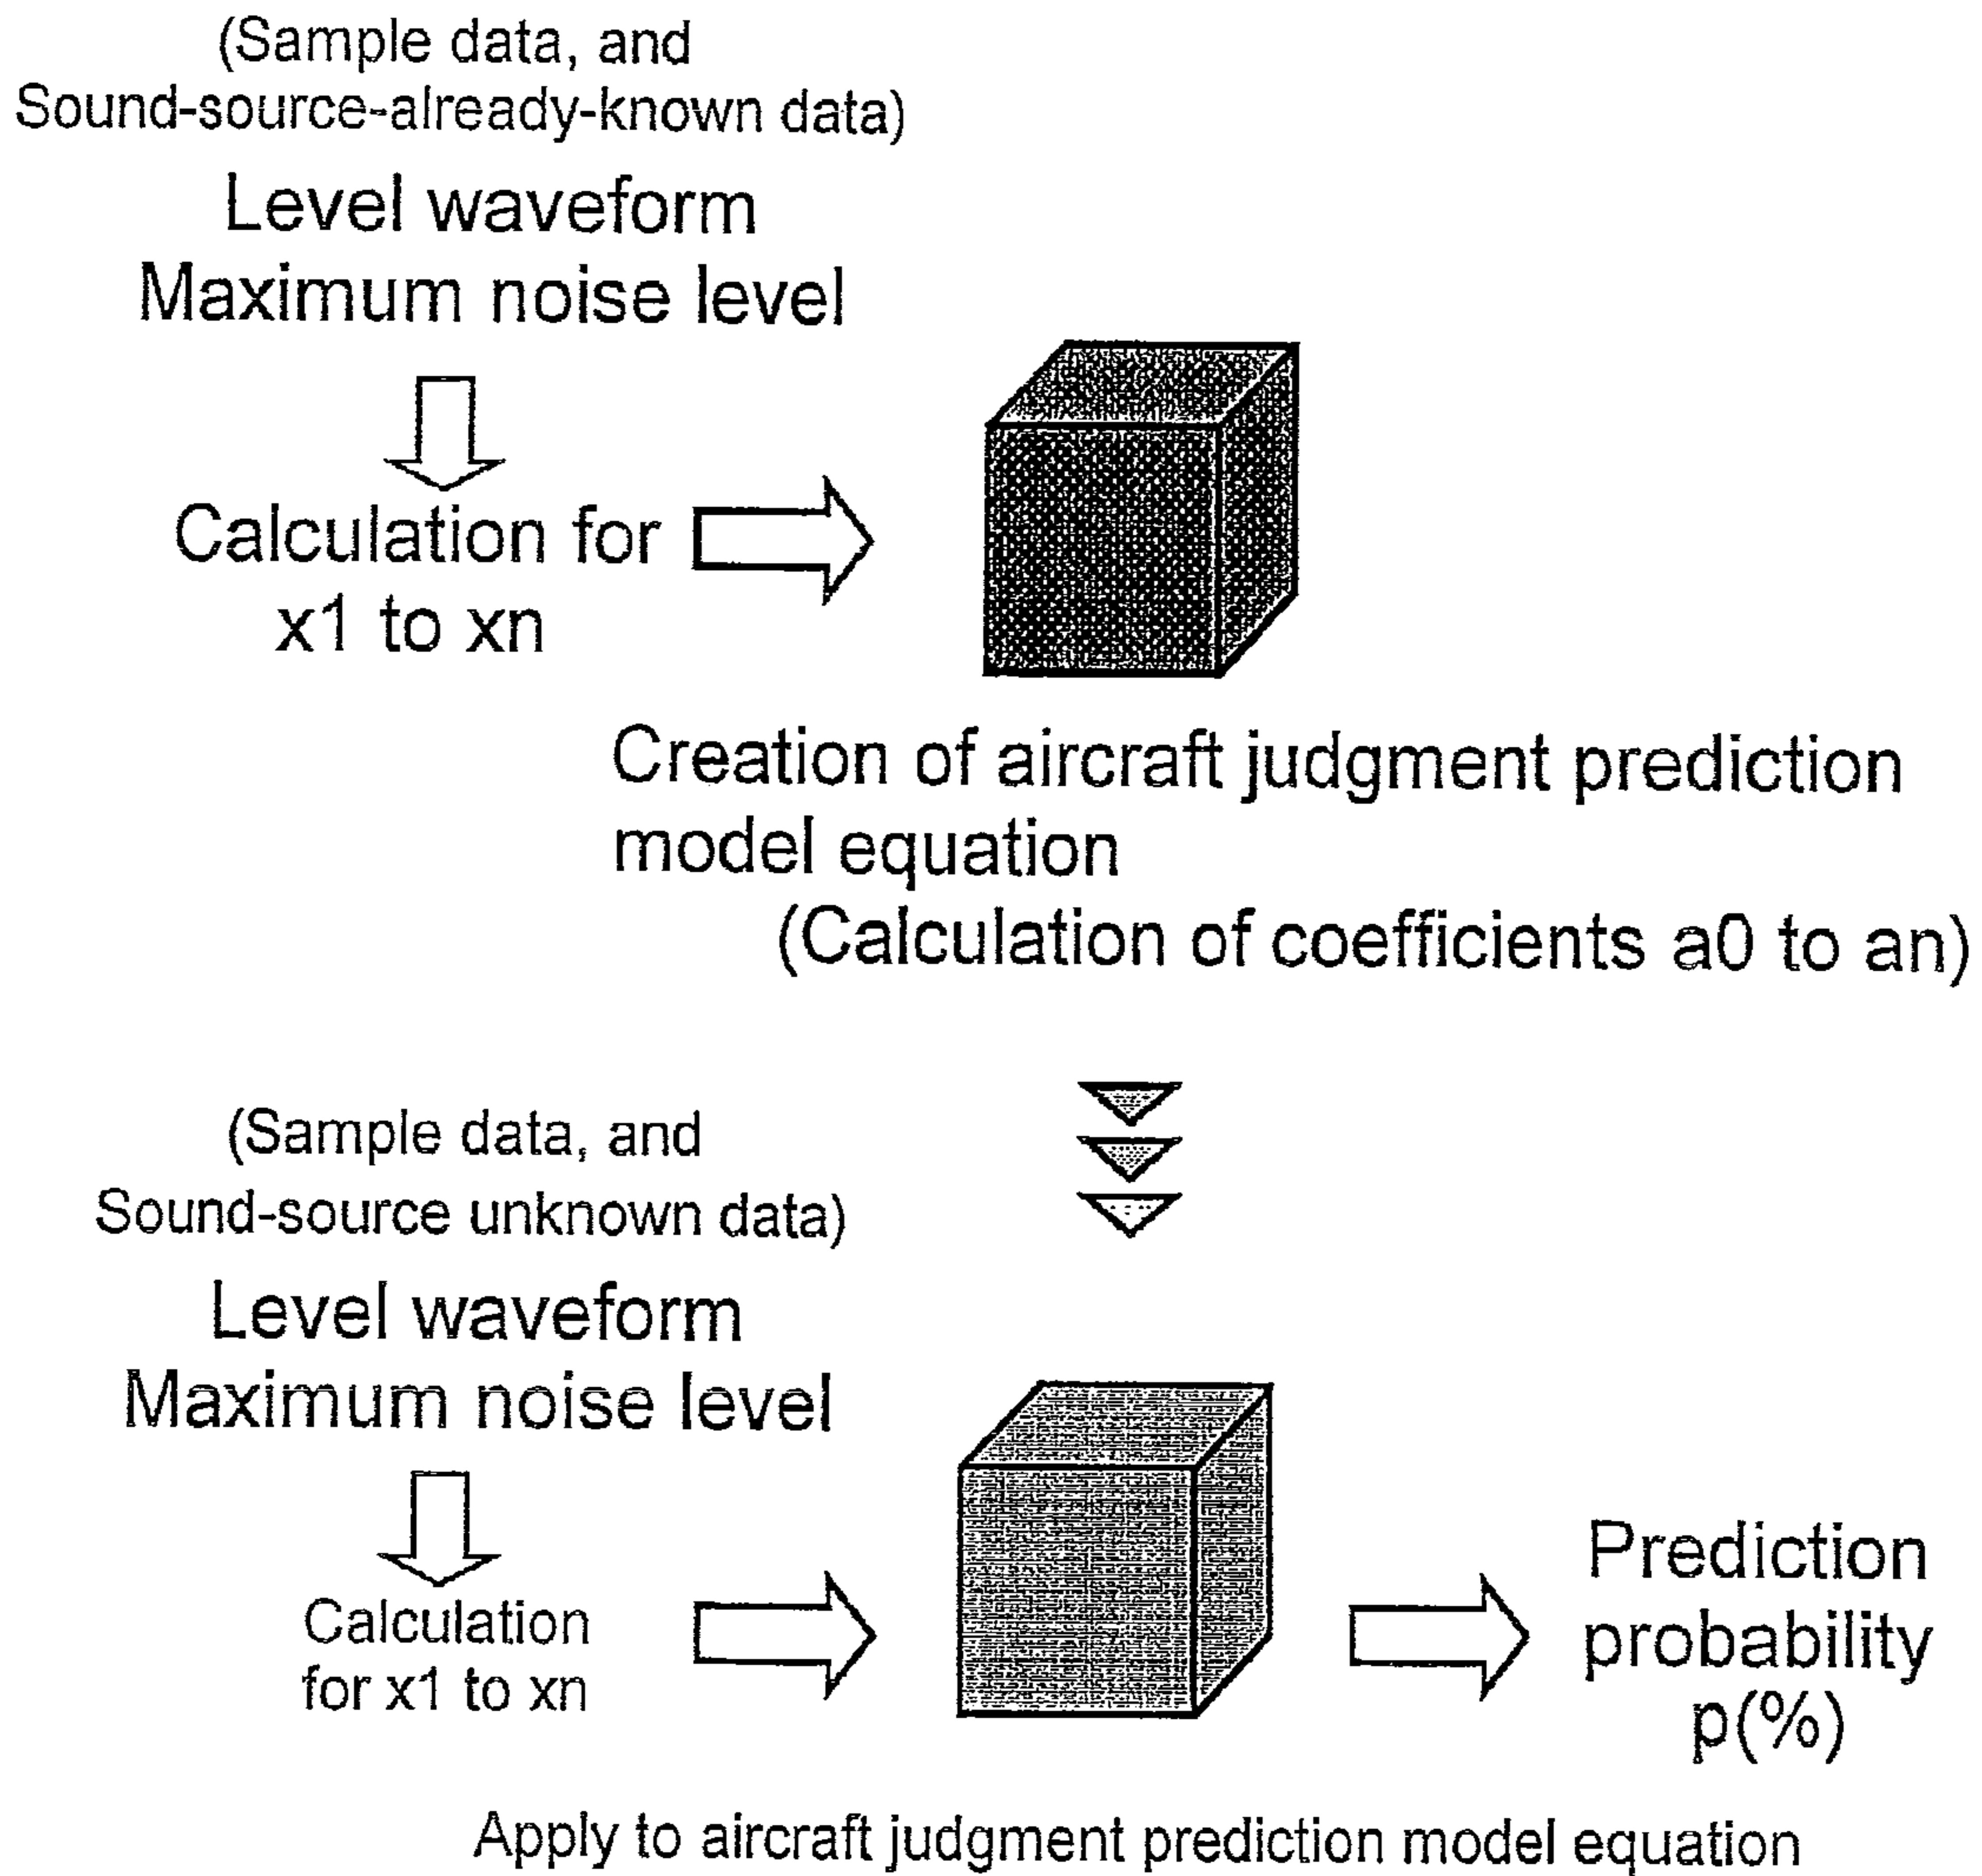 (Sample data, and
Sound-source-already-known data)
Level waveform
Maximum noise level
Calculation for
x1 to xn
Creation of aircraft judgment prediction
model equation
(Calculation of coefficients a0 to an)
(Sample data, and
Sound-source unknown data)
Level waveform
Maximum noise level
Calculation
for x1 to xn
Prediction
probability
p(%)
Apply to aircraft judgment prediction model equation